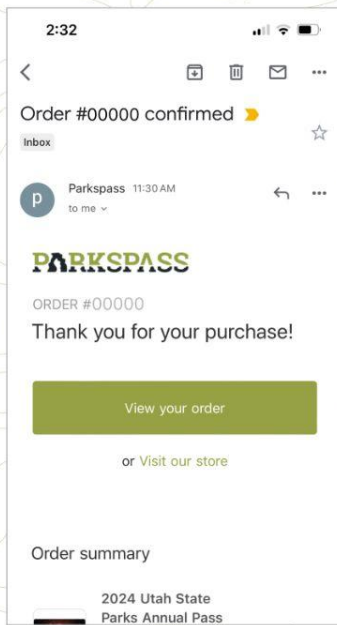 2:32
Order #00000 confirmed
Inbox
p
Parkspass 11:30 AM
to me
PARKSPASS
ORDER #00000
Thank you for your purchase!
View your order
or Visit our store
Order summary
2024 Utah State
Parks Annual Pass